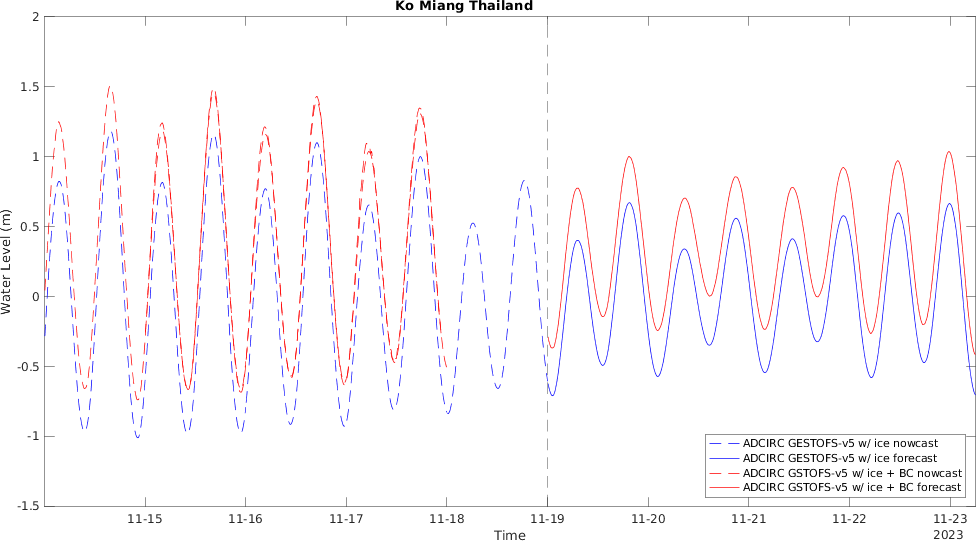 Ko Miang Thailand
2
1.5
1
0.5
0
-0.5
-1
-1.5
Water Level (m)
11-15 11-16 11-17 11-18 11-19 11-20 11-21 11-22 11-23
Time
2023
ADCIRC GESTOFS-v5 w/ ice nowcast
ADCIRC GESTOFS-v5 w/ ice forecast
ADCIRC GSTOFS-v5 w/ ice + BC nowcast
ADCIRC GSTOFS-v5 w/ ice + BC forecast